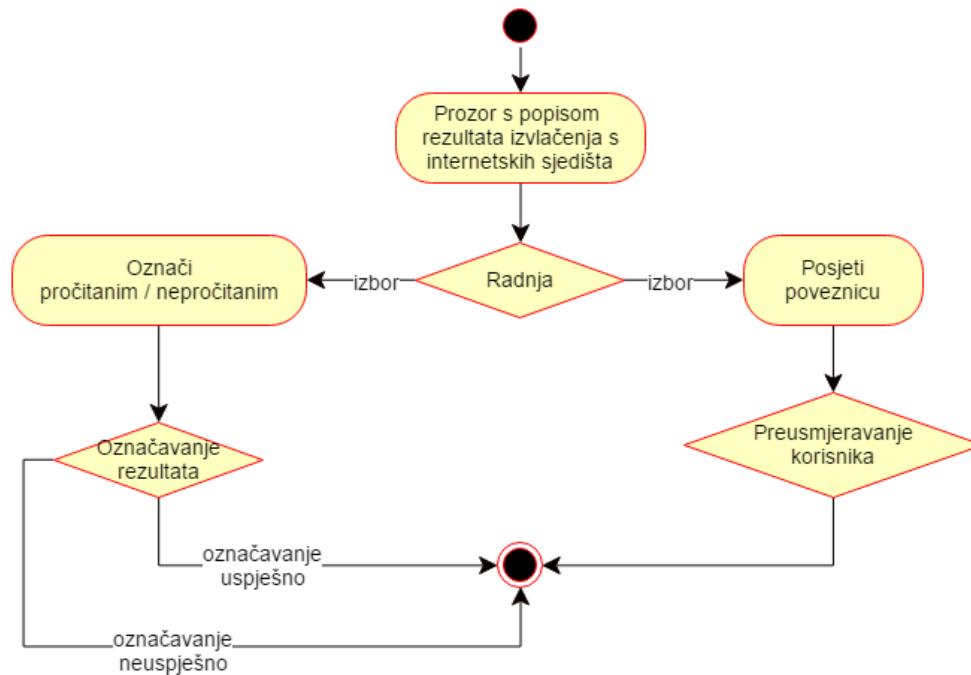 Prozor s popisom
rezultata izvlačenja s
internetskih sjedišta
Označi
pročitanim / nepročitanim
izbor
Radnja
izbor
Posjeti
poveznicu
Označavanje
rezultata
Preusmjeravanje
korisnika
označavanje
uspješno
označavanje
neuspješno